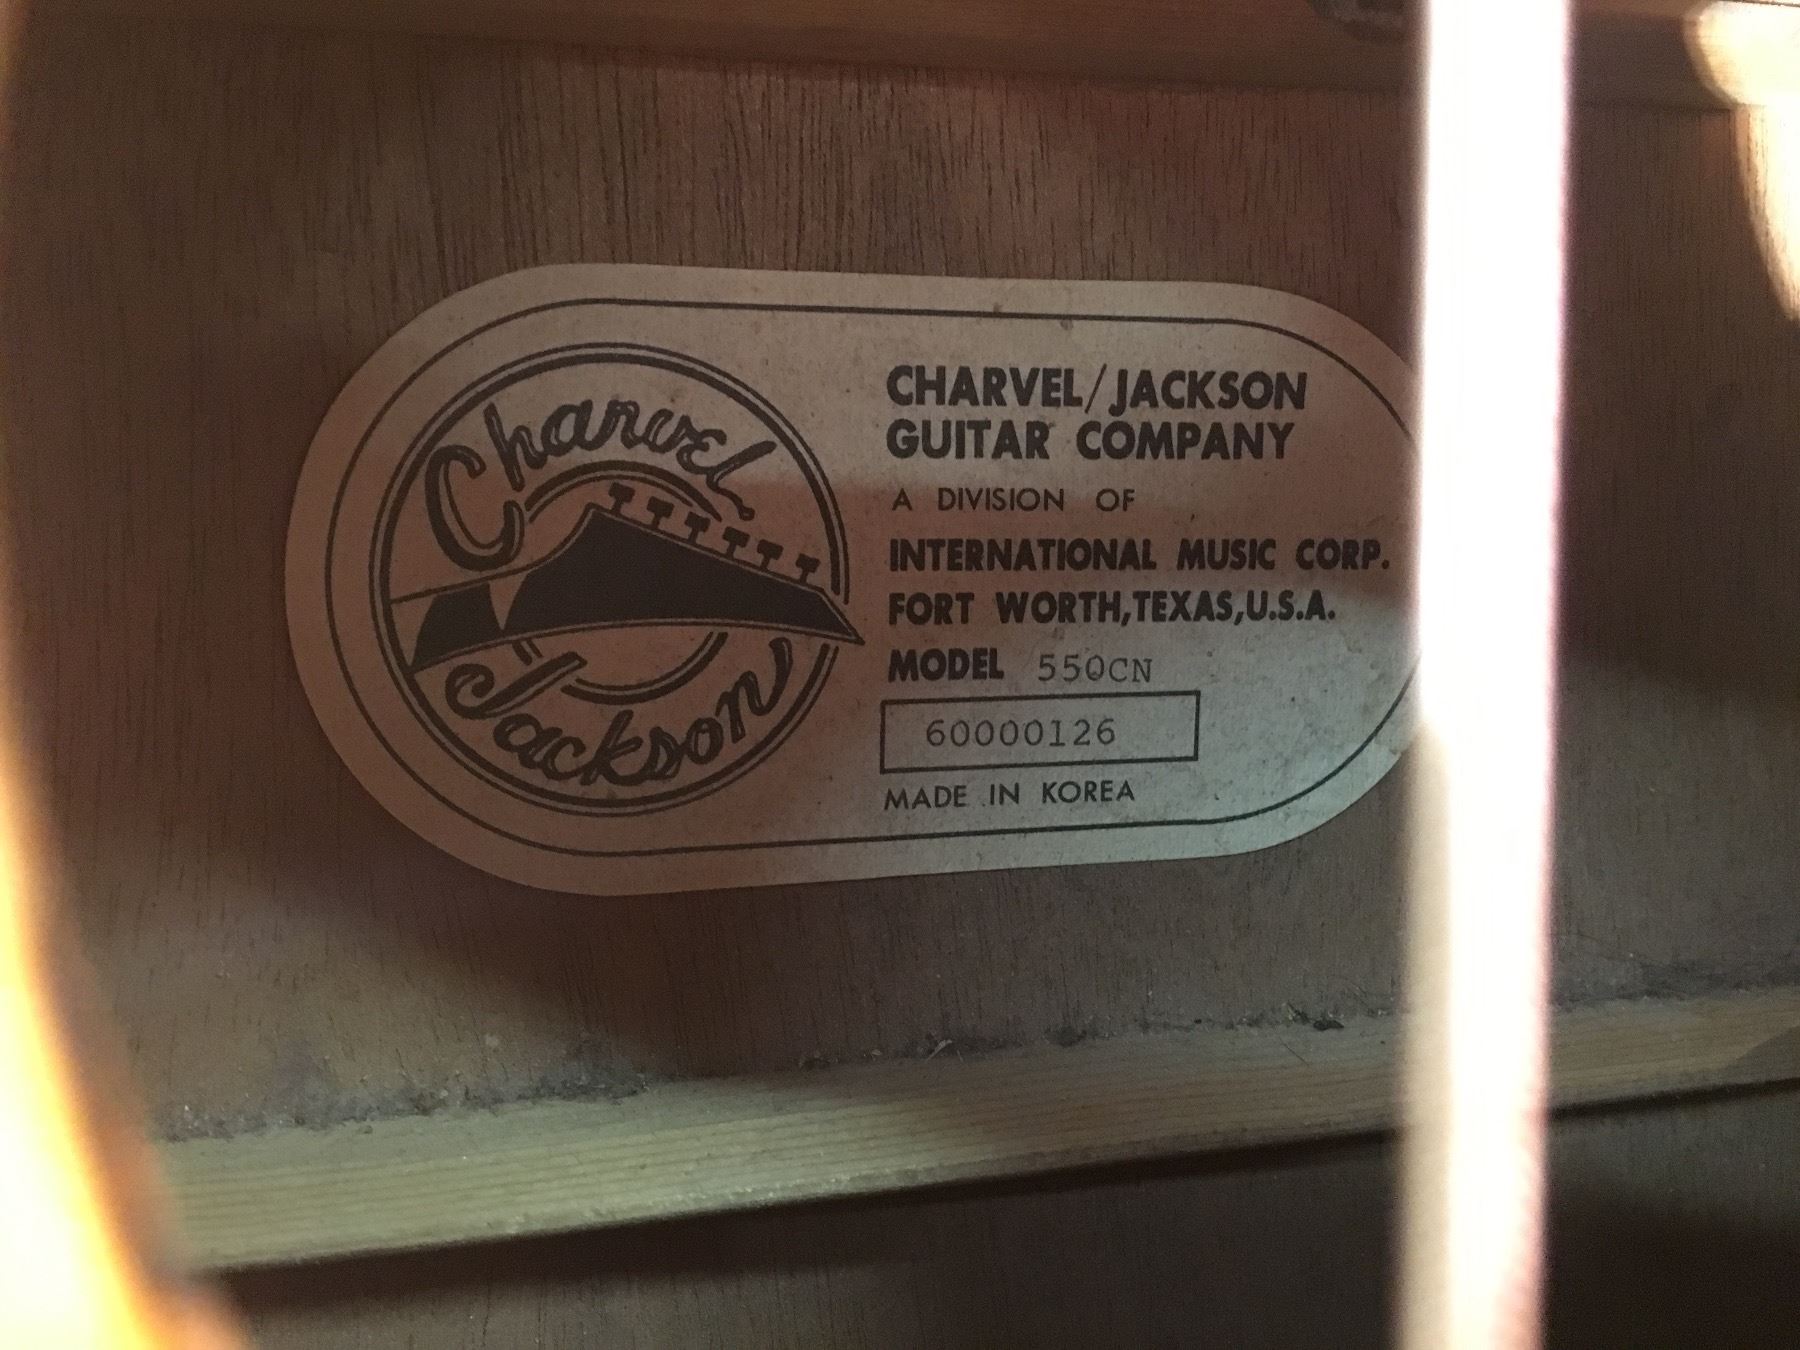 Charvel
Jackson
CHARVEL/JACKSON
GUITAR COMPANY
A DIVISION OF
INTERNATIONAL MUSIC CORP.
FORT WORTH,TEXAS,U.S.A.
MODEL 550CN
60000126
MADE IN KOREA